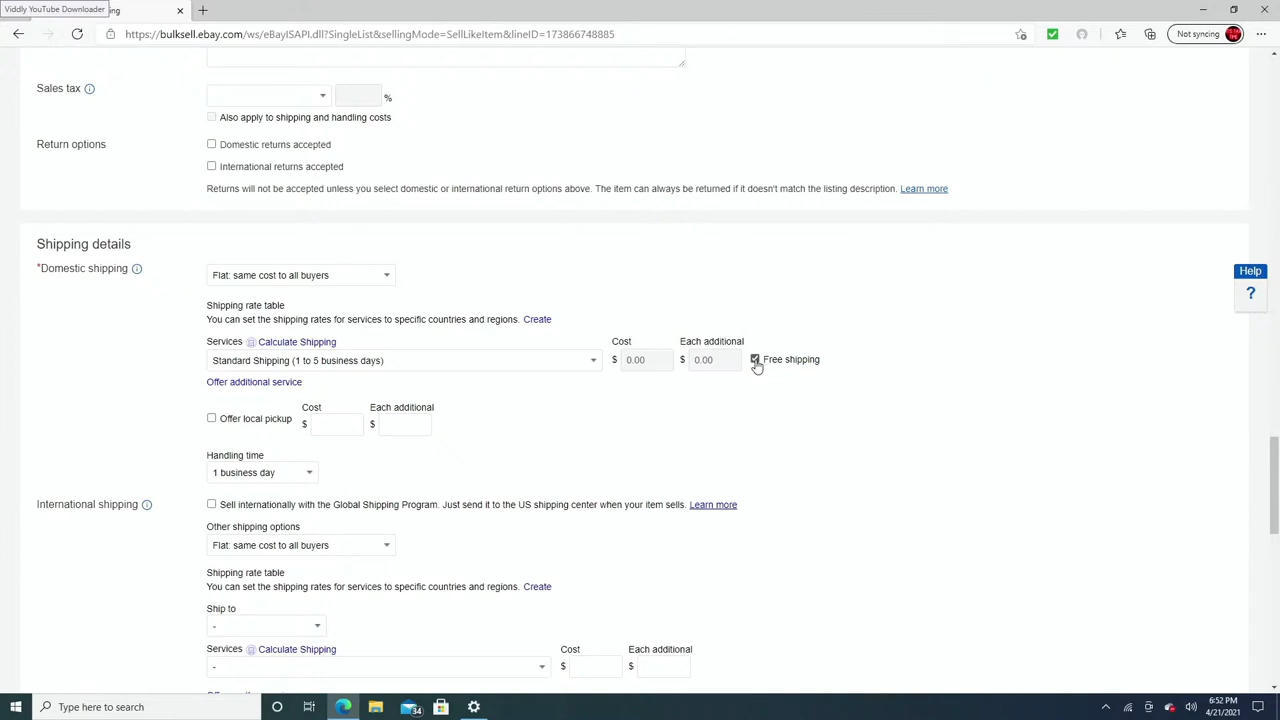 Viddly YouTube Downloader
ng
https://bulksell.ebay.com/ws/eBayISAPI.dll?SingleList&sellingMode=SellLikeItem&lineID=173866748885
Not syncing
Sales tax
%
Also apply to shipping and handling costs
Return options
Domestic returns accepted
International returns accepted
Returns will not be accepted unless you select domestic or international return options above. The item can always be returned if it doesn't match the listing description. Learn more
Shipping details
*Domestic shipping
Flat: same cost to all buyers
Help
?
Shipping rate table
You can set the shipping rates for services to specific countries and regions. Create
Services Calculate Shipping Cost Each additional
Standard Shipping (1 to 5 business days) $ 0.00 $ 0.00 Free shipping
Offer additional service
Cost Each additional
Offer local pickup $ $
Handling time
1 business day
International shipping Sell internationally with the Global Shipping Program. Just send it to the US shipping center when your item sells. Learn more
Other shipping options
Flat: same cost to all buyers
Shipping rate table
You can set the shipping rates for services to specific countries and regions. Create
Ship to
-
Services Calculate Shipping Cost Each additional
- $ $
Type here to search
34
6:52 PM
4/21/2021